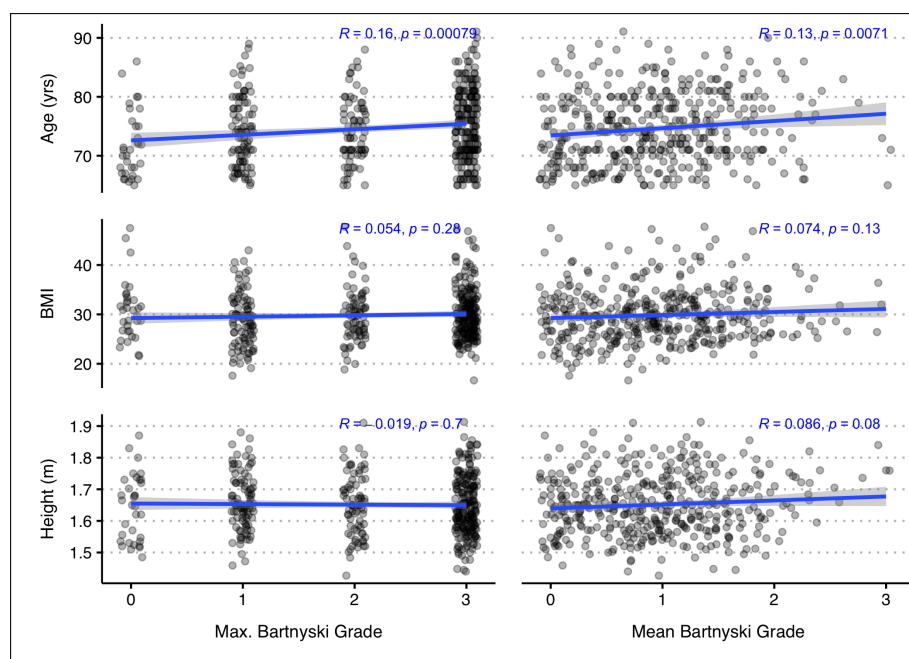 R = 0.16, p = 0.00079
R = 0.13, p = 0.0071
Age (yrs)
90
80
70
R = 0.054, p = 0.28
R = 0.074, p = 0.13
BMI
40
30
20
R = −0.019, p = 0.7
R = 0.086, p = 0.08
Height (m)
1.9
1.8
1.7
1.6
1.5
0 1 2 3
0 1 2 3
Max. Bartnyski Grade
Mean Bartnyski Grade